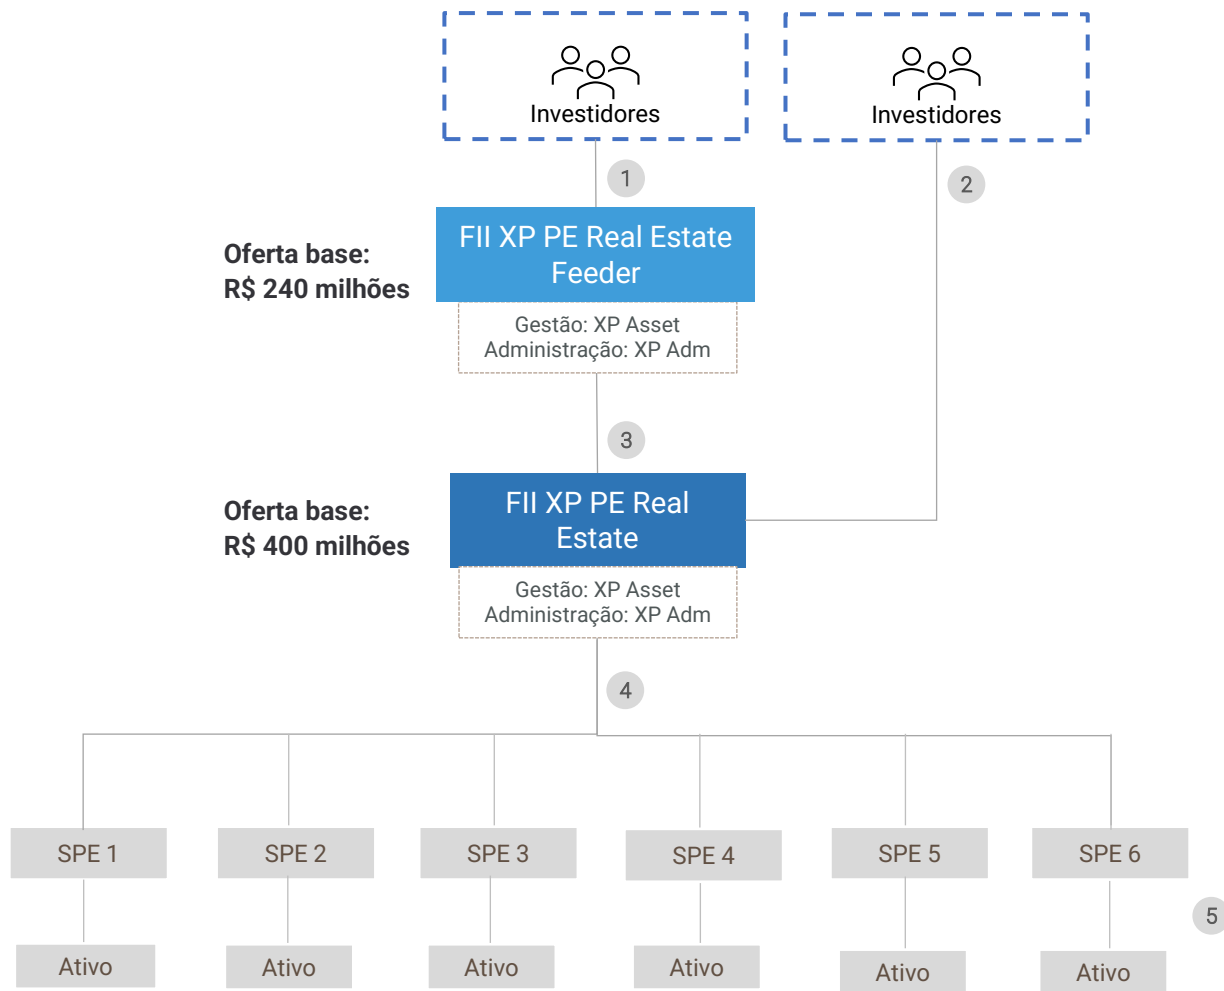 Investidores
Investidores
1
2
FII XP PE Real Estate
Feeder
Oferta base:
R$ 240 milhões
Gestão: XP Asset
Administração: XP Adm
3
FII XP PE Real
Estate
Oferta base:
R$ 400 milhões
Gestão: XP Asset
Administração: XP Adm
4
SPE 1
SPE 2
SPE 3
SPE 4
SPE 5
SPE 6
5
Ativo
Ativo
Ativo
Ativo
Ativo
Ativo